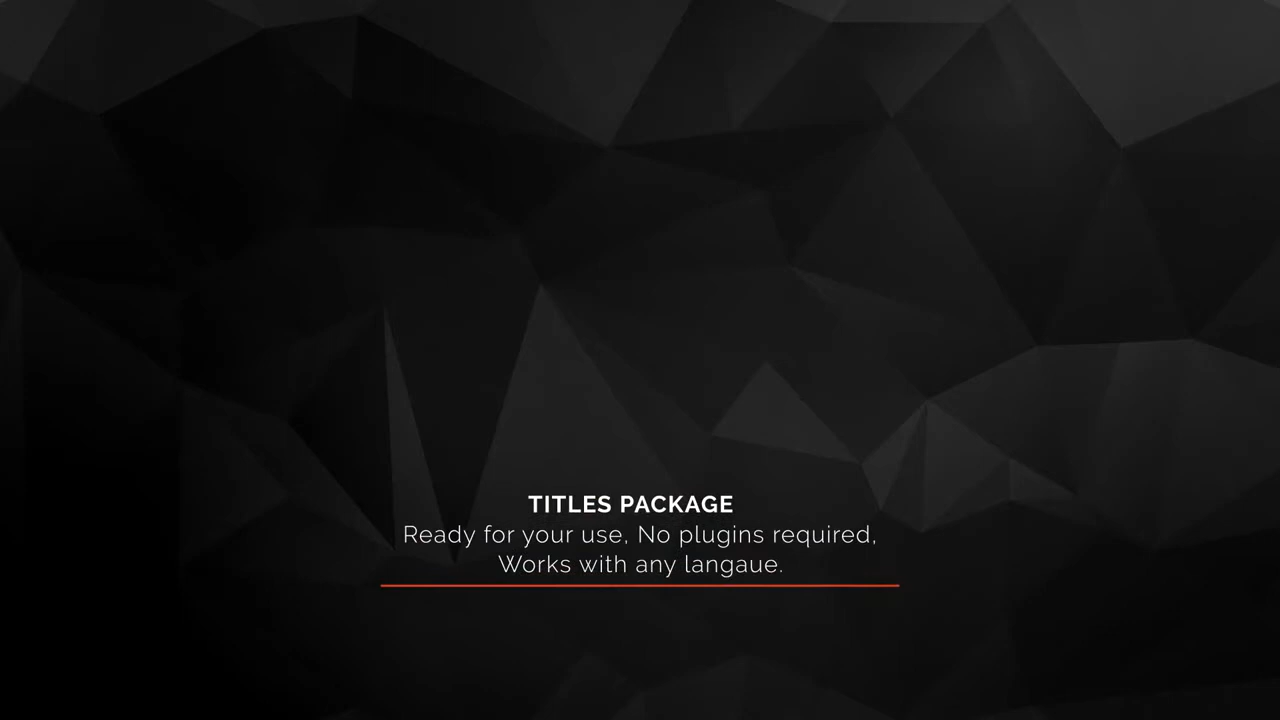 TITLES PACKAGE
Ready for your use, No plugins required,
Works with any langaue.